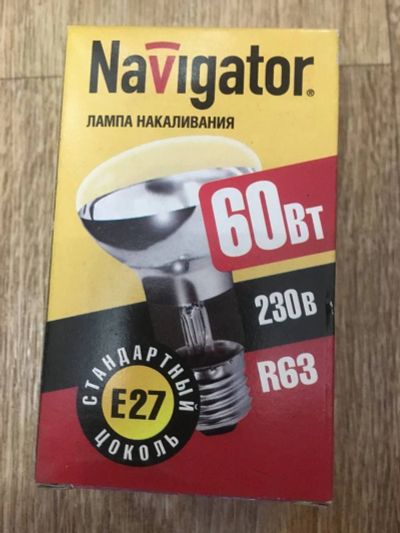 Navigator®
ЛАМПА НАКАЛИВАНИЯ
60Вт
230В
R63
СТАНДАРТНЫЙ
E27
ЦОКОЛЬ